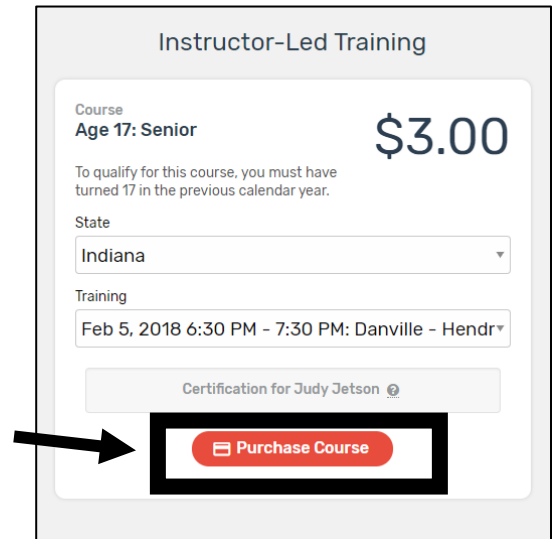 Instructor-Led Training
Course
Age 17: Senior
$3.00
To qualify for this course, you must have
turned 17 in the previous calendar year.
State
Indiana
Training
Feb 5, 2018 6:30 PM - 7:30 PM: Danville - Hendr
Certification for Judy Jetson ?
Purchase Course